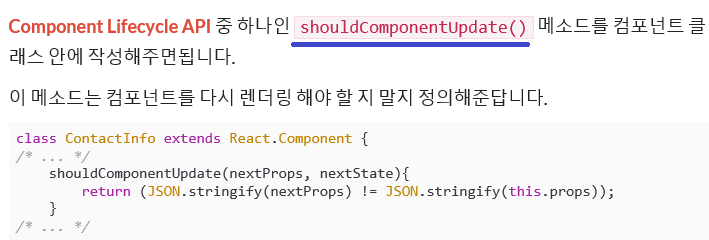 Component Lifecycle API 중 하나인 shouldComponentUpdate() 메소드를 컴포넌트 클
래스 안에 작성해주면됩니다.
이 메소드는 컴포넌트를 다시 렌더링 해야 할 지 말지 정의해준답니다.
class ContactInfo extends React.Component {
/* ... */
    shouldComponentUpdate(nextProps, nextState){
        return (JSON.stringify(nextProps) != JSON.stringify(this.props));
    }
/* ... */